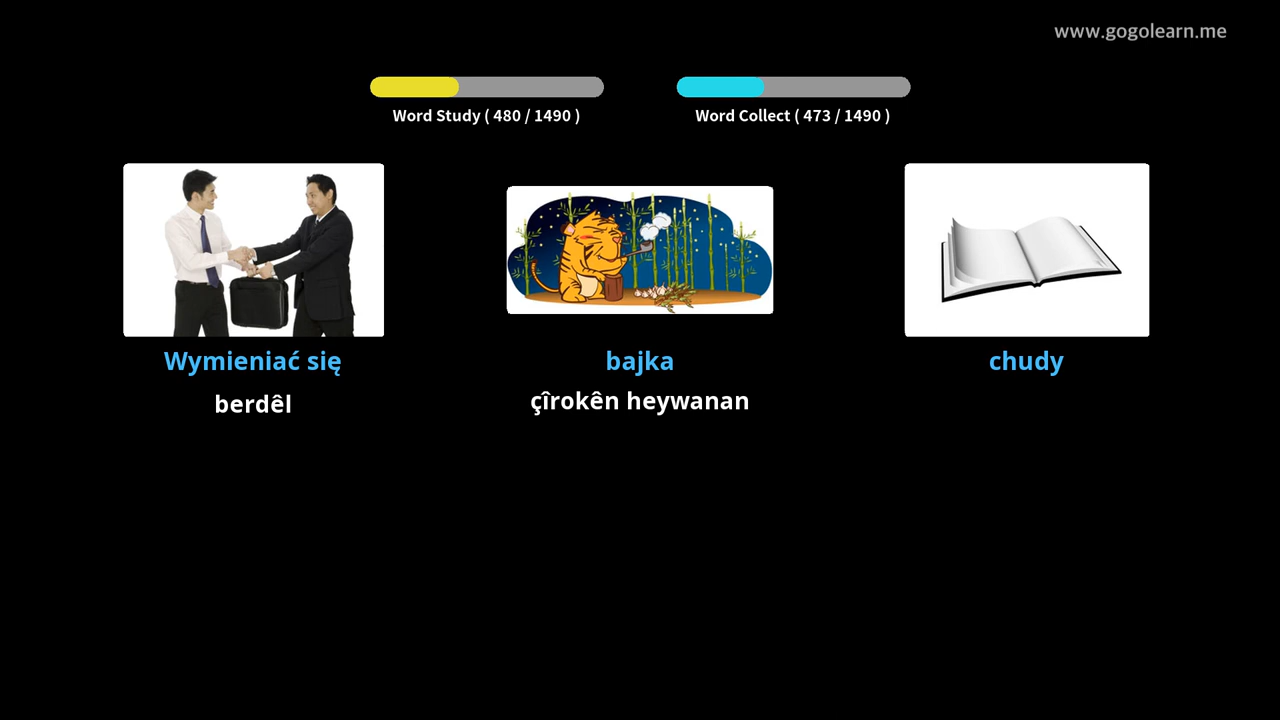 www.gogolearn.me
Word Study ( 480 / 1490 )
Word Collect ( 473 / 1490 )
Wymieniać się
berdêl
bajka
çîrokên heywanan
chudy